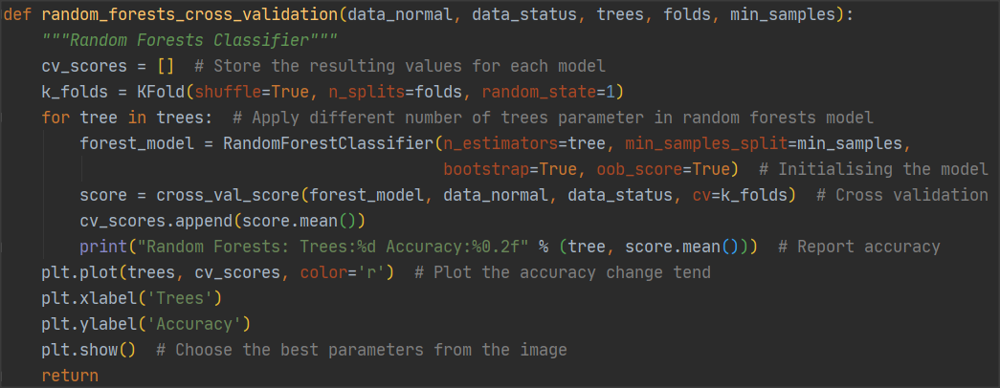 def random_forests_cross_validation(data_normal, data_status, trees, folds, min_samples):
    """Random Forests Classifier"""
    cv_scores = []  # Store the resulting values for each model
    k_folds = KFold(shuffle=True, n_splits=folds, random_state=1)
    for tree in trees:  # Apply different number of trees parameter in random forests model
        forest_model = RandomForestClassifier(n_estimators=tree, min_samples_split=min_samples,
                                              bootstrap=True, oob_score=True)  # Initialising the model
        score = cross_val_score(forest_model, data_normal, data_status, cv=k_folds)  # Cross validation
        cv_scores.append(score.mean())
        print("Random Forests: Trees:%d Accuracy:%0.2f" % (tree, score.mean()))  # Report accuracy
    plt.plot(trees, cv_scores, color='r')  # Plot the accuracy change tend
    plt.xlabel('Trees')
    plt.ylabel('Accuracy')
    plt.show()  # Choose the best parameters from the image
    return